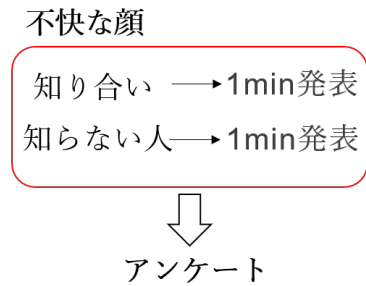 不快な顔
知り合い → 1min発表
知らない人 → 1min発表
アンケート